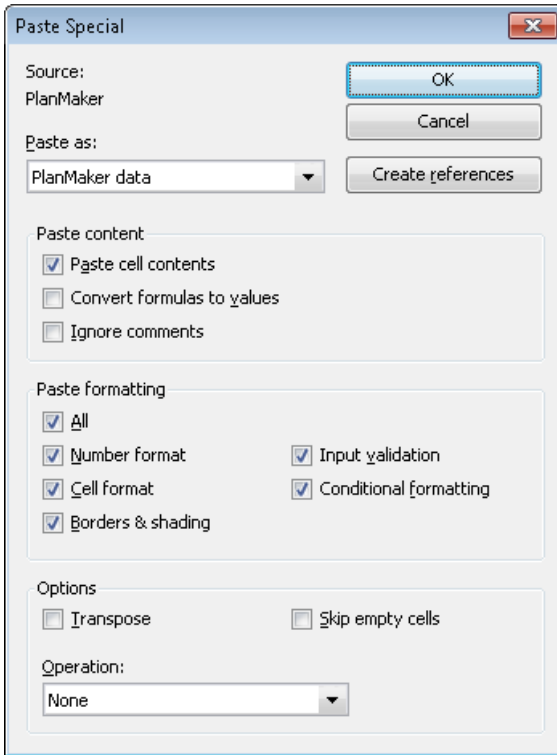 Paste Special
Source:
PlanMaker
OK
Cancel
Paste as:
PlanMaker data
Create references
Paste content
Paste cell contents
Convert formulas to values
Ignore comments
Paste formatting
All
Number format
Input validation
Cell format
Conditional formatting
Borders & shading
Options
Transpose
Skip empty cells
Operation:
None